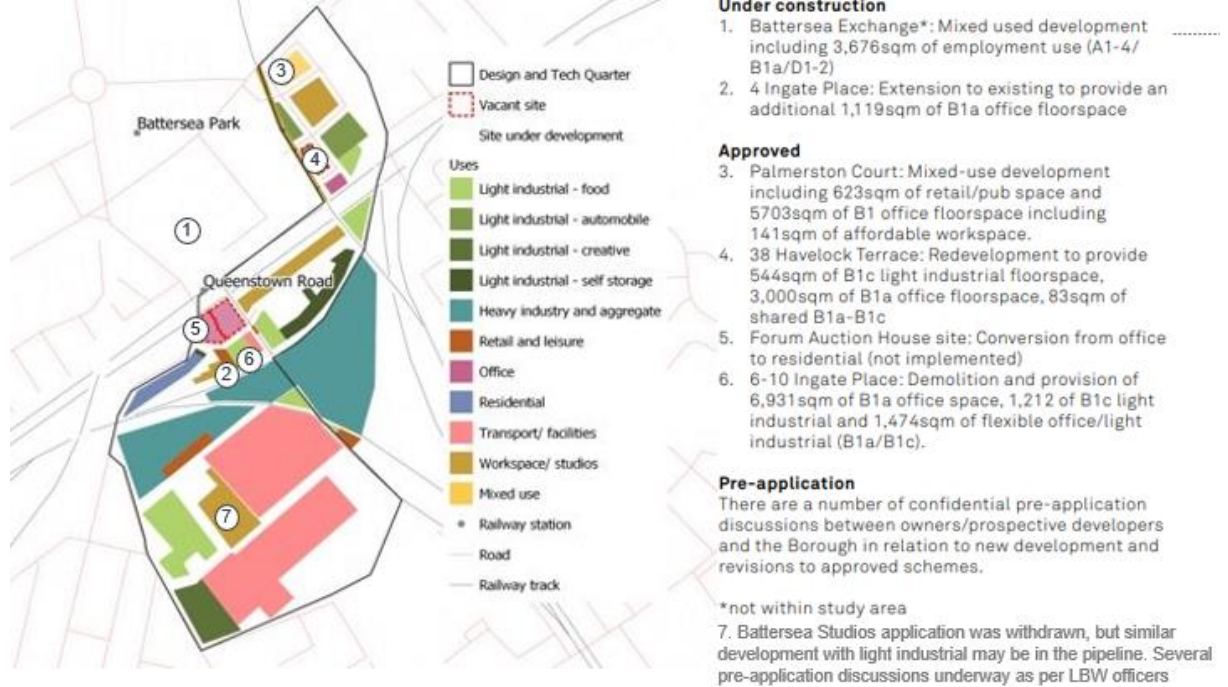 3
4
Battersea Park
1
Queenstown Road
5
6
2
7
Design and Tech Quarter
Vacant site
Site under development
Uses
Light industrial - food
Light industrial - automobile
Light industrial - creative
Light industrial - self storage
Heavy industry and aggregate
Retail and leisure
Office
Residential
Transport/ facilities
Workspace/ studios
Mixed use
Railway station
Road
Railway track
Under construction
1. Battersea Exchange*: Mixed used development
including 3,676sqm of employment use (A1-4/
B1a/D1-2)
2. 4 Ingate Place: Extension to existing to provide an
additional 1,119sqm of B1a office floorspace
Approved
3. Palmerston Court: Mixed-use development
including 623sqm of retail/pub space and
5703sqm of B1 office floorspace including
141sqm of affordable workspace.
4. 38 Havelock Terrace: Redevelopment to provide
544sqm of B1c light industrial floorspace,
3,000sqm of B1a office floorspace, 83sqm of
shared B1a-B1c
5. Forum Auction House site: Conversion from office
to residential (not implemented)
6. 6-10 Ingate Place: Demolition and provision of
6,931sqm of B1a office space, 1,212 of B1c light
industrial and 1,474sqm of flexible office/light
industrial (B1a/B1c).
Pre-application
There are a number of confidential pre-application
discussions between owners/prospective developers
and the Borough in relation to new development and
revisions to approved schemes.
*not within study area
7. Battersea Studios application was withdrawn, but similar
development with light industrial may be in the pipeline. Several
pre-application discussions underway as per LBW officers